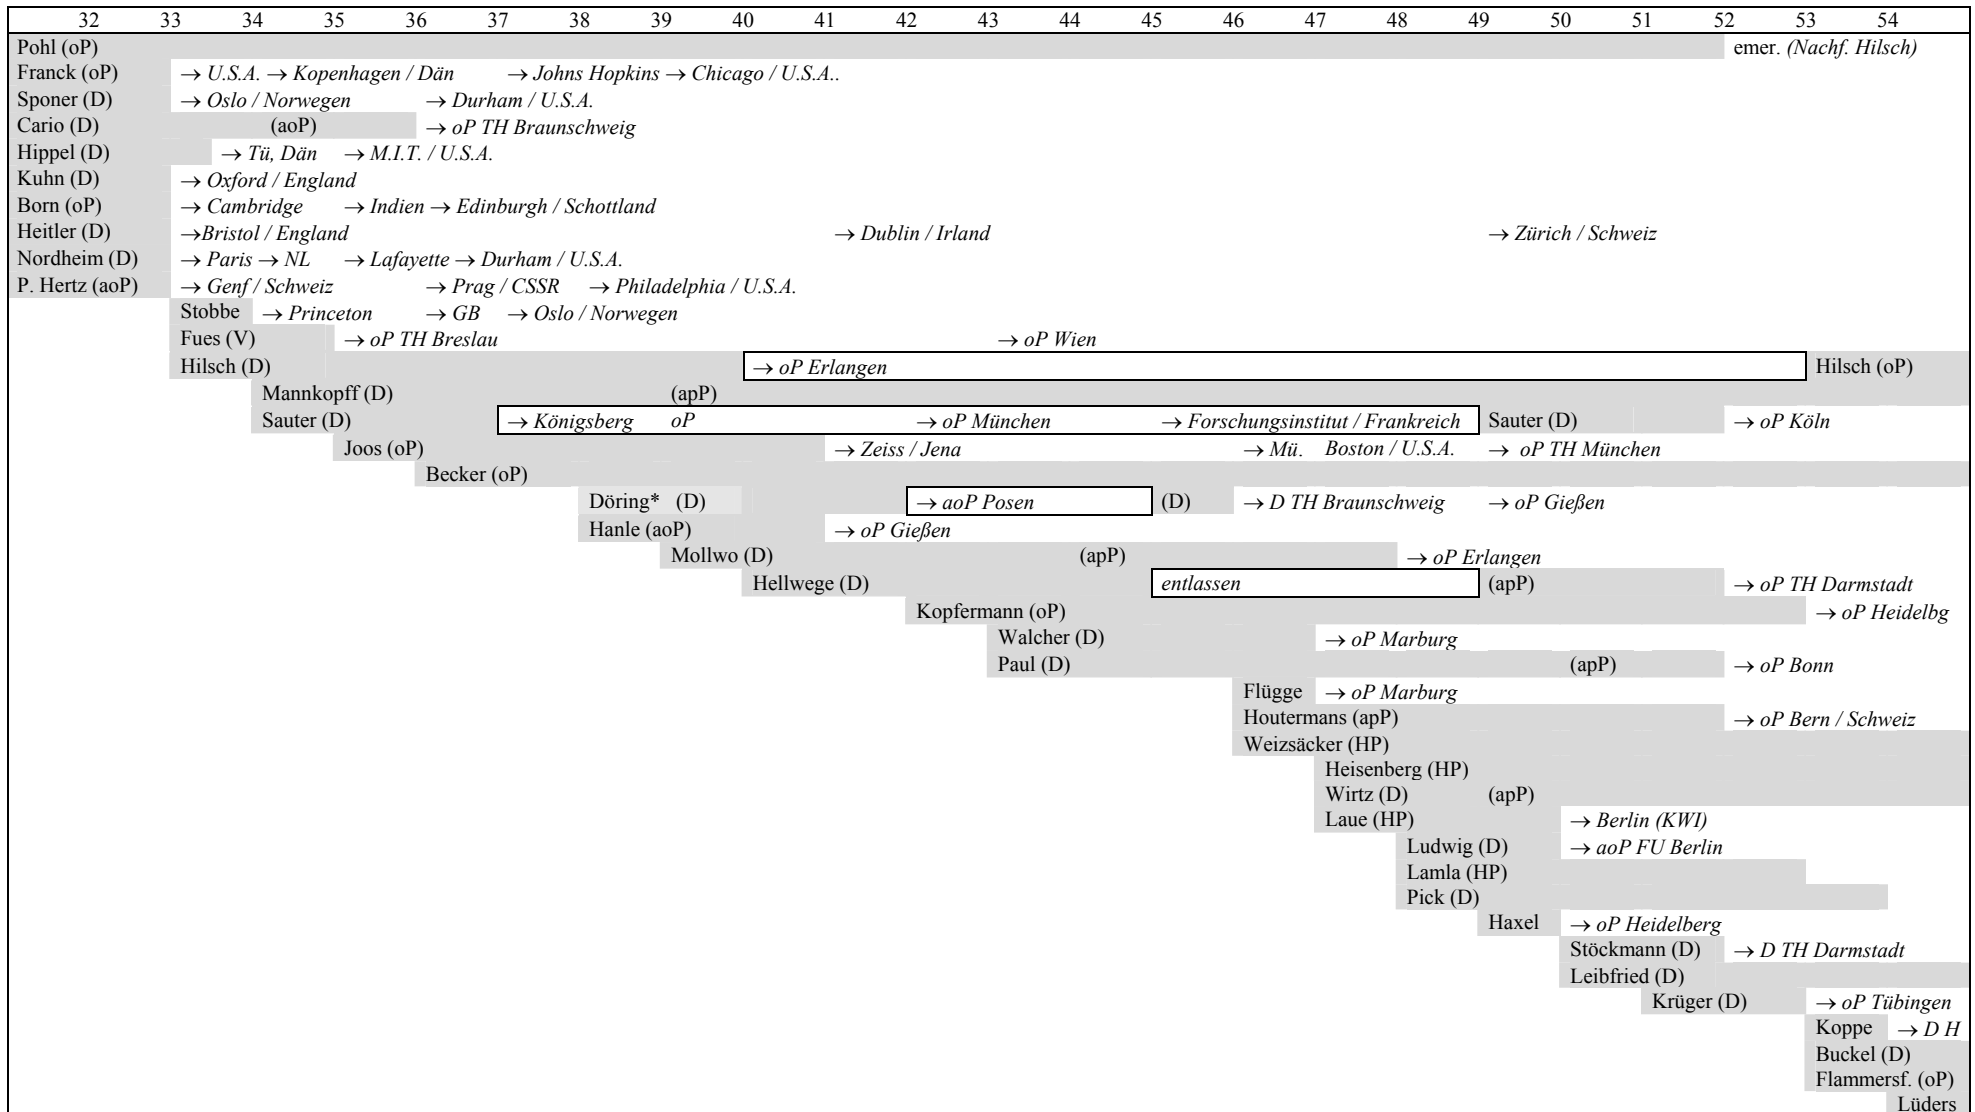 32 33 34 35 36 37 38 39 40 41 42 43 44 45 46 47 48 49 50 51 52 53 54
Pohl (oP) emer. (Nachf. Hilsch)
Franck (oP) → U.S.A. → Kopenhagen / Dän → Johns Hopkins → Chicago / U.S.A..
Sponer (D) → Oslo / Norwegen → Durham / U.S.A.
Cario (D) (aoP) → oP TH Braunschweig
Hippel (D) → Tü, Dän → M.I.T. / U.S.A.
Kuhn (D) → Oxford / England
Born (oP) → Cambridge → Indien → Edinburgh / Schottland
Heitler (D) →Bristol / England → Dublin / Irland → Zürich / Schweiz
Nordheim (D) → Paris → NL → Lafayette → Durham / U.S.A.
P. Hertz (aoP) → Genf / Schweiz → Prag / CSSR → Philadelphia / U.S.A.
Stobbe → Princeton → GB → Oslo / Norwegen
Fues (V) → oP TH Breslau → oP Wien
Hilsch (D) → oP Erlangen Hilsch (oP)
Mannkopff (D) (apP)
Sauter (D) → Königsberg oP → oP München → Forschungsinstitut / Frankreich Sauter (D) → oP Köln
Joos (oP) → Zeiss / Jena → Mü. Boston / U.S.A. → oP TH München
Becker (oP)
Döring* (D) → aoP Posen (D) → D TH Braunschweig → oP Gießen
Hanle (aoP) → oP Gießen
Mollwo (D) (apP) → oP Erlangen
Hellwege (D) entlassen (apP) → oP TH Darmstadt
Kopfermann (oP) → oP Heidelbg
Walcher (D) → oP Marburg
Paul (D) (apP) → oP Bonn
Flügge → oP Marburg
Houtermans (apP) → oP Bern / Schweiz
Weizsäcker (HP)
Heisenberg (HP)
Wirtz (D) (apP)
Laue (HP) → Berlin (KWI)
Ludwig (D) → aoP FU Berlin
Lamla (HP)
Pick (D)
Haxel → oP Heidelberg
Stöckmann (D) → D TH Darmstadt
Leibfried (D)
Krüger (D) → oP Tübingen
Koppe → D H
Buckel (D)
Flammersf. (oP)
Lüders